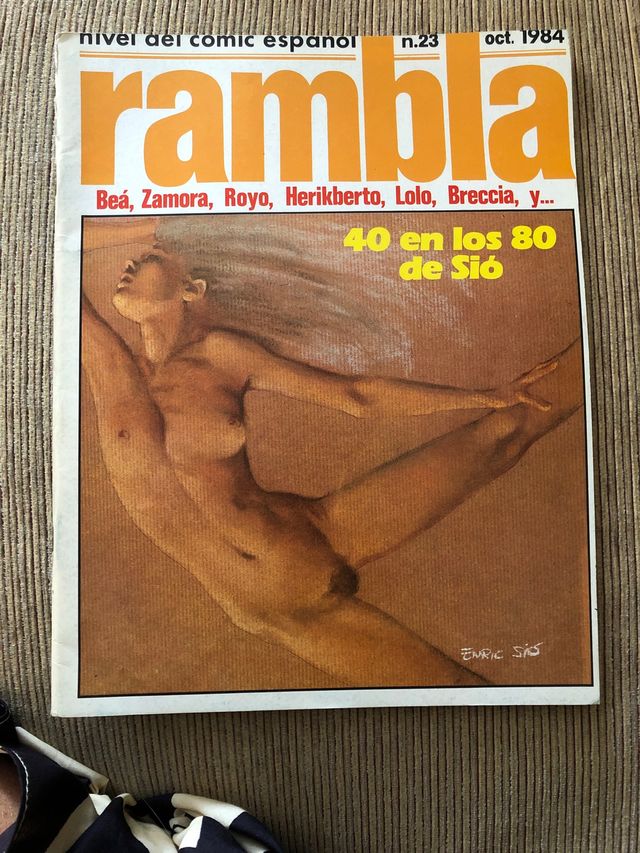 nivel del comic español n.23 oct. 1984
rambla
Beá, Zamora, Royo, Herikberto, Lolo, Breccia, y...
40 en los 80
de Sió
ENRIC SIÓ